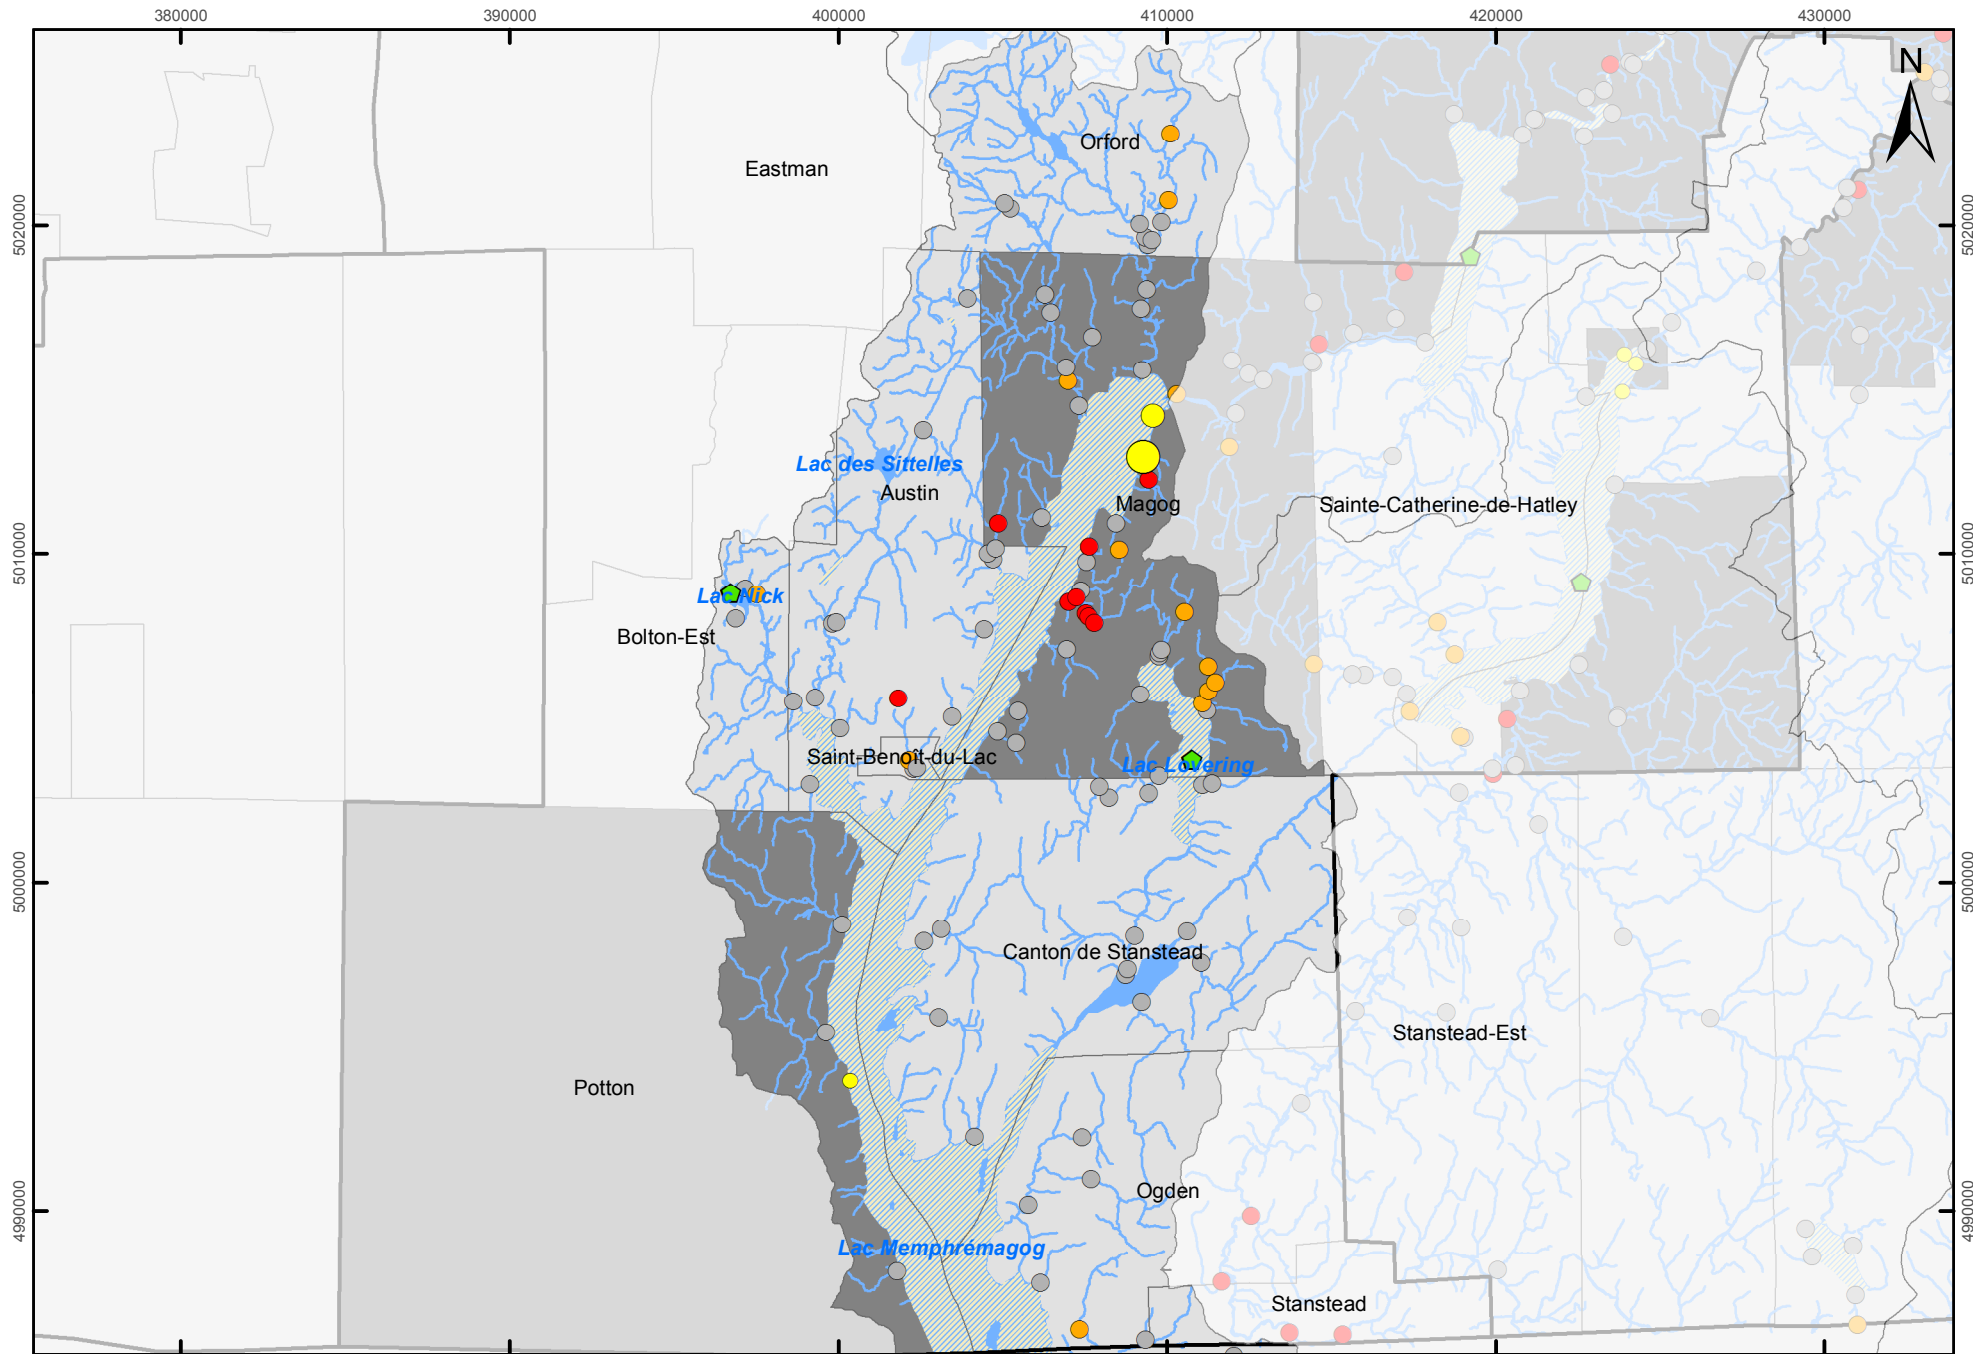 380000
390000
400000
410000
420000
430000
N
Orford
Eastman
5020000
5020000
Lac des Sittelles
Austin
Magog
Sainte-Catherine-de-Hatley
5010000
5010000
Lac Nick
Bolton-Est
Saint-Benoît-du-Lac
Lac Lovering
5000000
5000000
Canton de Stanstead
Stanstead-Est
Potton
Ogden
4990000
4990000
Lac Memphrémagog
Stanstead